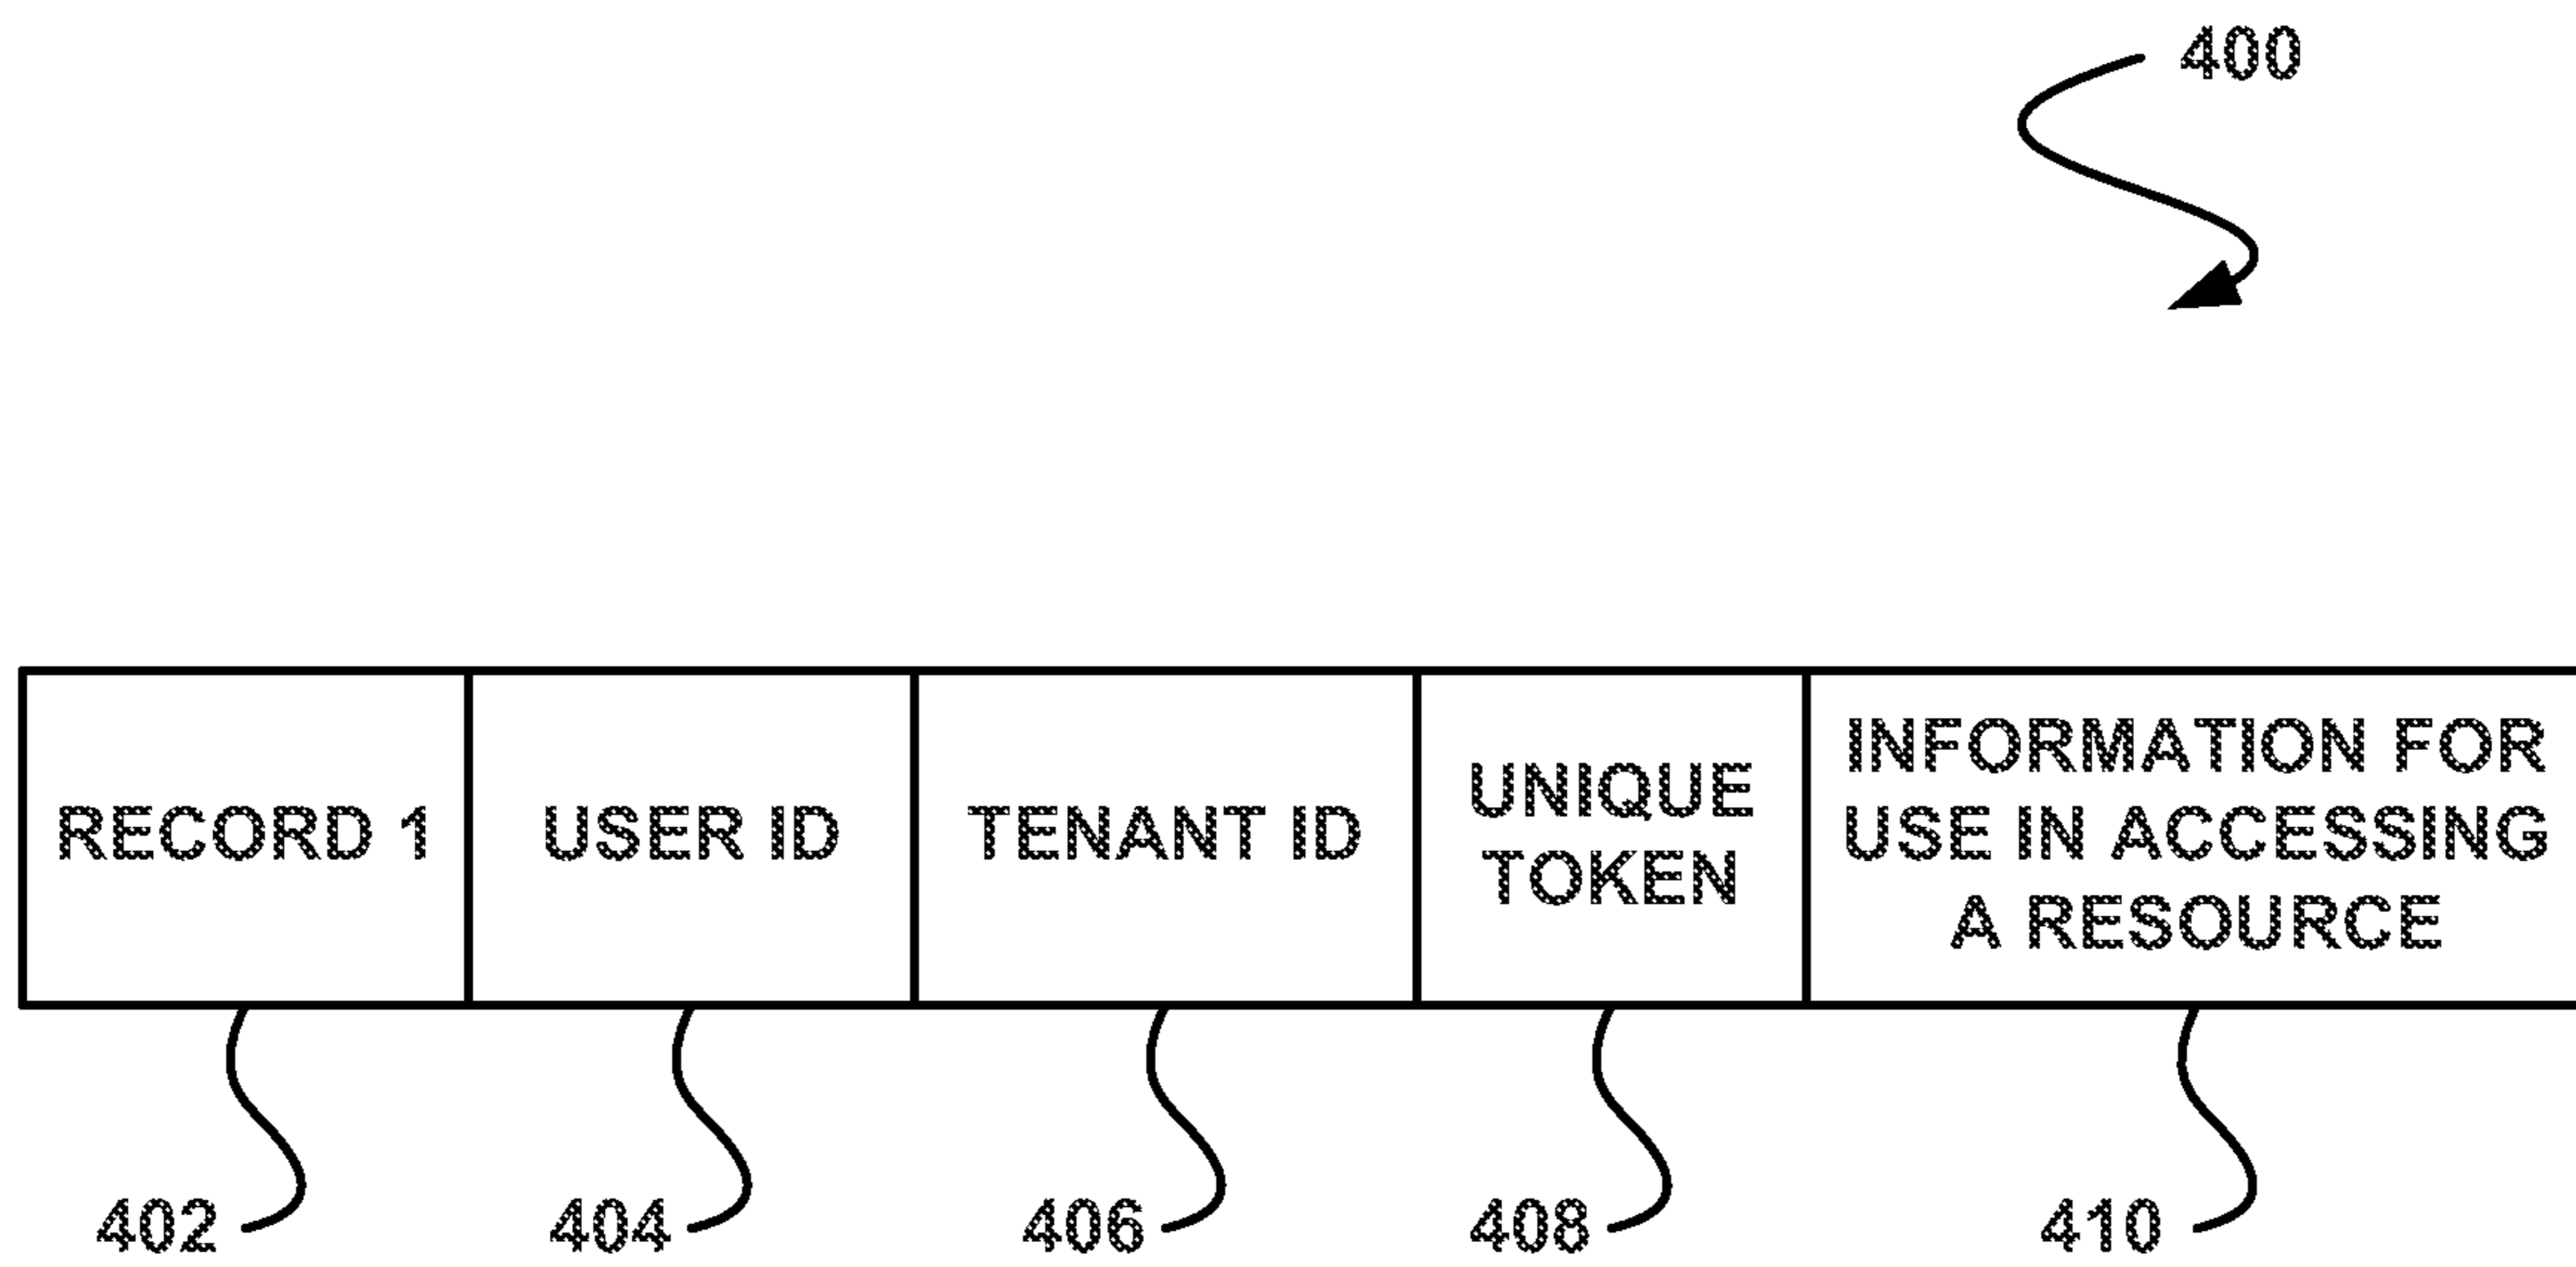 400
RECORD 1
USER ID
TENANT ID
UNIQUE
TOKEN
INFORMATION FOR
USE IN ACCESSING
A RESOURCE
402
404
406
408
410